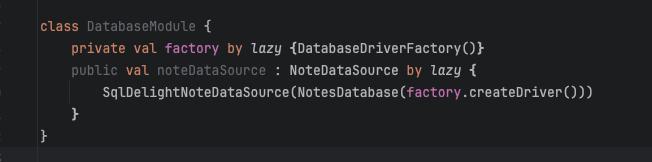 class DatabaseModule {
private val factory by lazy {DatabaseDriverFactory()}
public val noteDataSource : NoteDataSource by lazy {
SqlDelightNoteDataSource(NotesDatabase(factory.createDriver()))
}
}